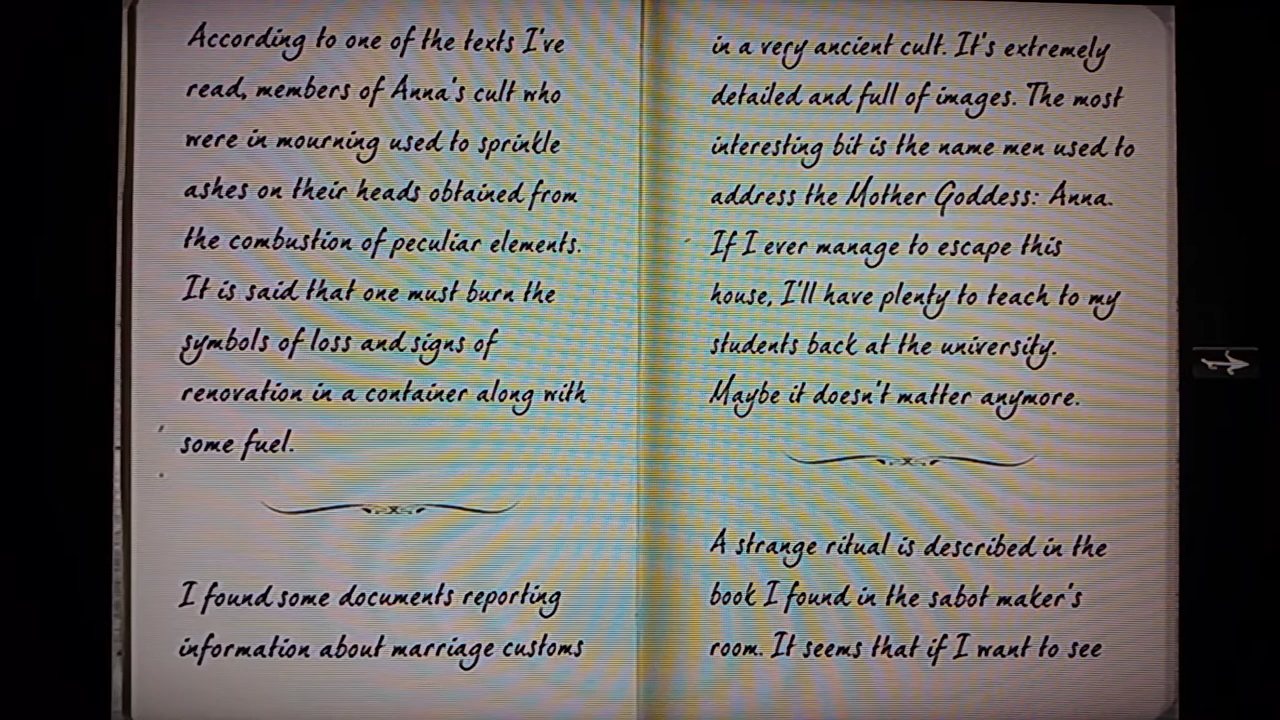 According to one of the texts I've
read, members of Anna's cult who
were in mourning used to sprinkle
ashes on their heads obtained from
the combustion of peculiar elements.
It is said that one must burn the
symbols of loss and signs of
renovation in a container along with
some fuel.
I found some documents reporting
information about marriage customs
in a very ancient cult. It's extremely
detailed and full of images. The most
interesting bit is the name men used to
address the Mother Goddess: Anna.
If I ever manage to escape this
house, I'll have plenty to teach to my
students back at the university.
Maybe it doesn't matter anymore.
A strange ritual is described in the
book I found in the sabot maker's
room. It seems that if I want to see